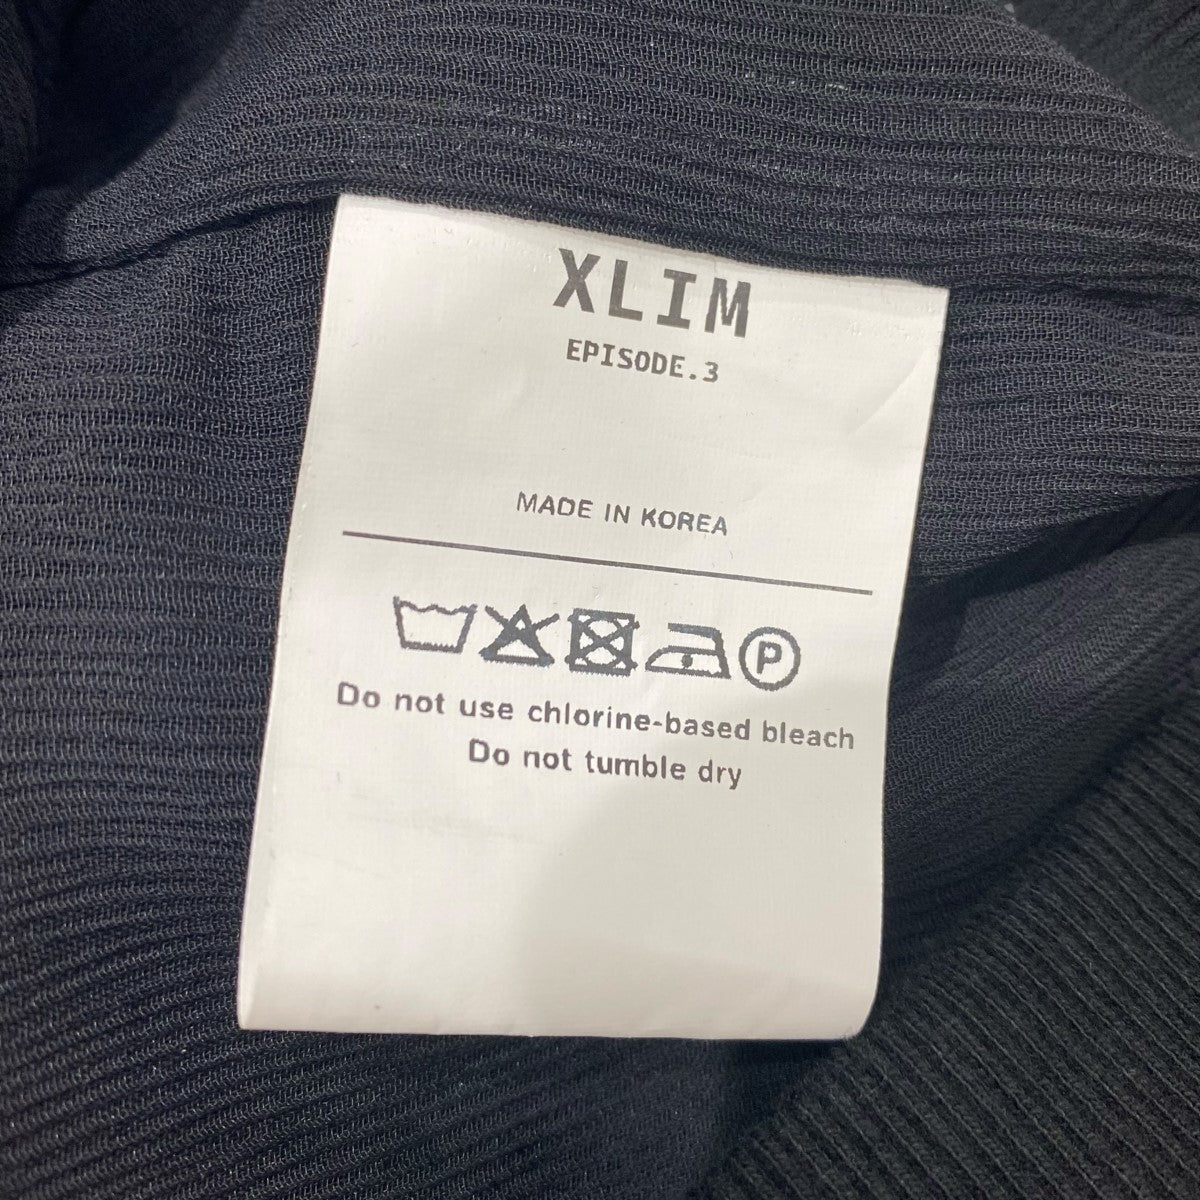 XLIM
EPISODE.3
MADE IN KOREA
P
Do not use chlorine-based bleach
Do not tumble dry